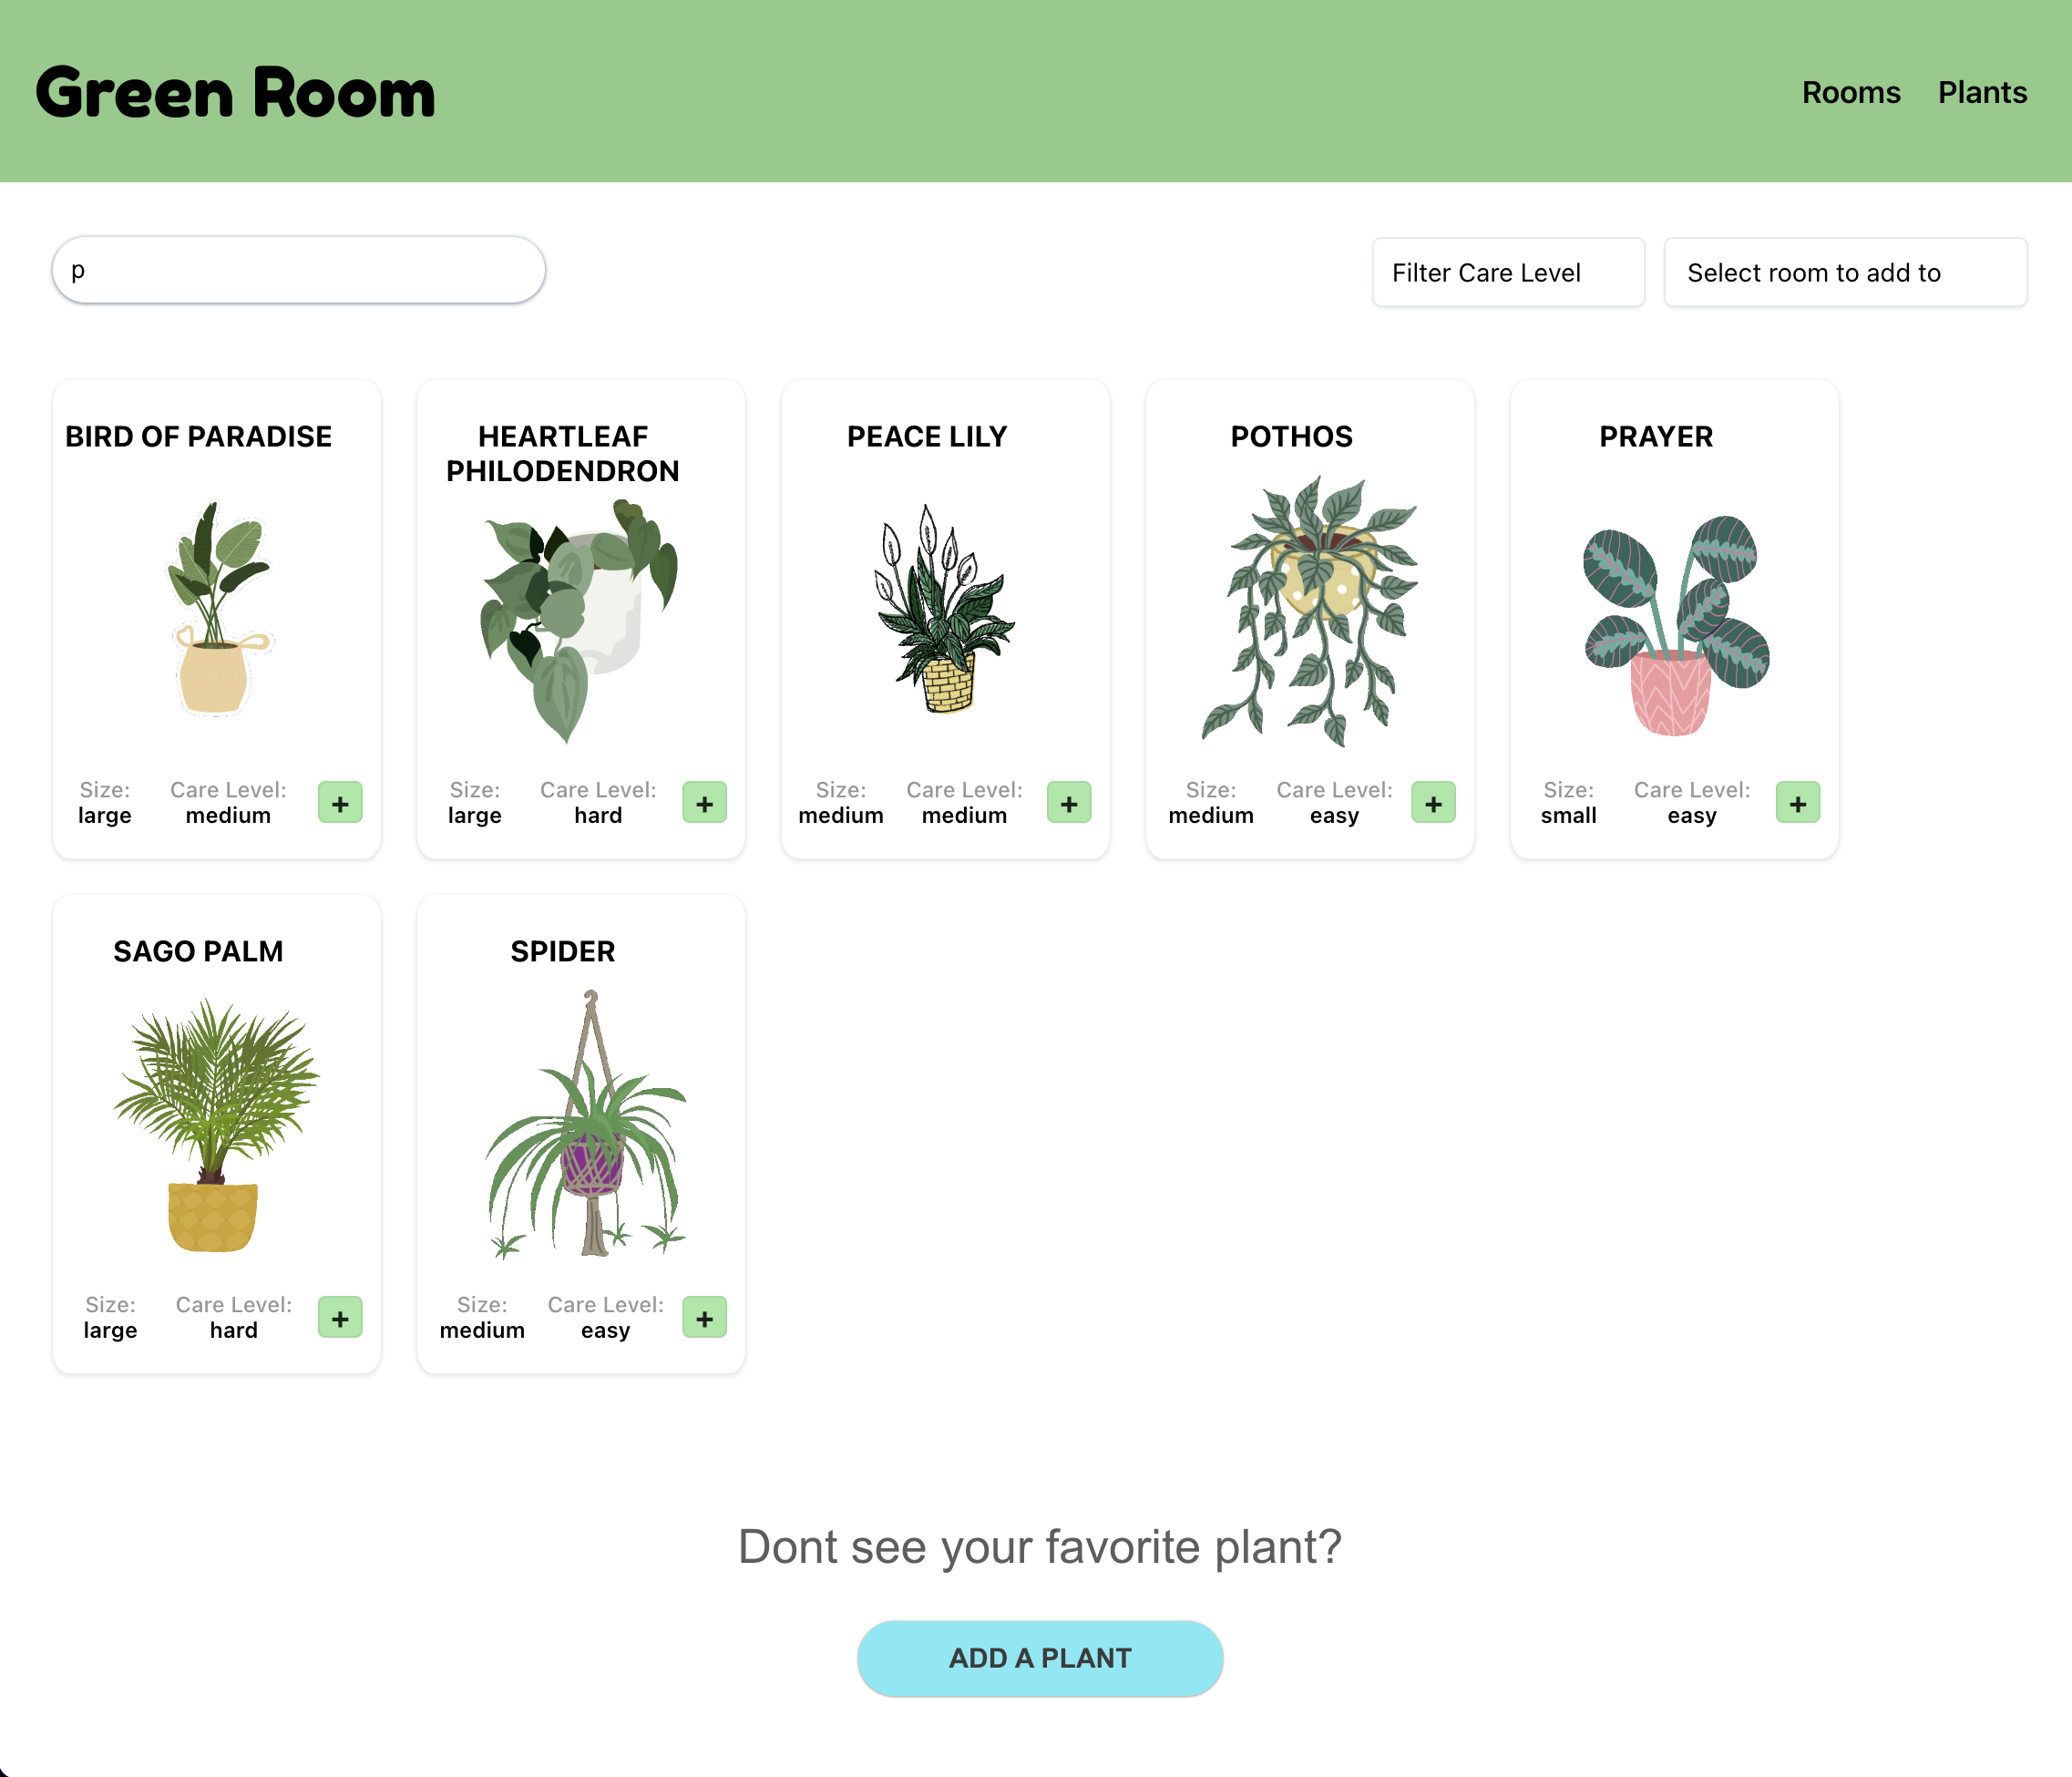 Green Room
Rooms Plants
p
Filter Care Level
Select room to add to
BIRD OF PARADISE
Size: Care Level:
large medium +
HEARTLEAF
PHILODENDRON
Size: Care Level:
large hard +
PEACE LILY
Size: Care Level:
medium medium +
POTHOS
Size: Care Level:
medium easy +
PRAYER
Size: Care Level:
small easy +
SAGO PALM
Size: Care Level:
large hard +
SPIDER
Size: Care Level:
medium easy +
Dont see your favorite plant?
ADD A PLANT